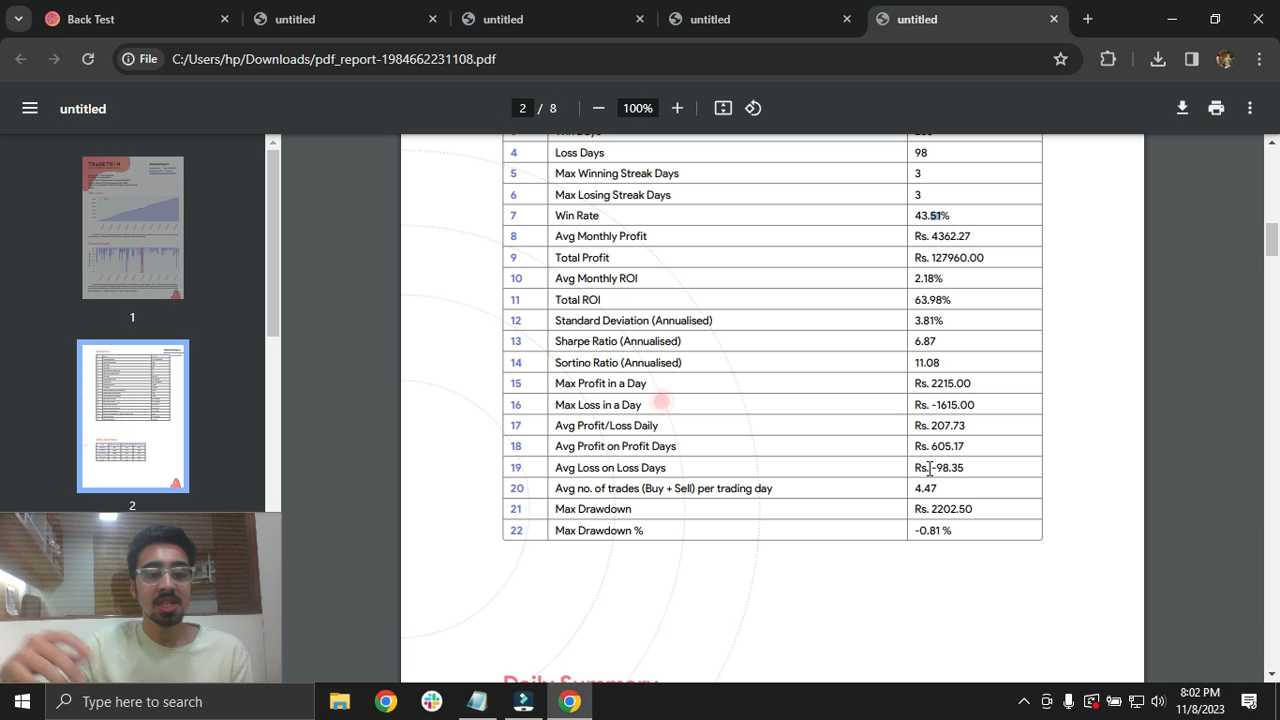 Back Test
untitled
untitled
untitled
untitled
File
C:/Users/hp/Downloads/pdf_report-1984662231108.pdf
untitled
2 / 8
100%
4 Loss Days 98
5 Max Winning Streak Days 3
6 Max Losing Streak Days 3
7 Win Rate 43.51%
8 Avg Monthly Profit Rs. 4362.27
9 Total Profit Rs. 127960.00
10 Avg Monthly ROI 2.18%
11 Total ROI 63.98%
12 Standard Deviation (Annualised) 3.81%
13 Sharpe Ratio (Annualised) 6.87
14 Sortino Ratio (Annualised) 11.08
15 Max Profit in a Day Rs. 2215.00
16 Max Loss in a Day Rs. -1615.00
17 Avg Profit/Loss Daily Rs. 207.73
18 Avg Profit on Profit Days Rs. 605.17
19 Avg Loss on Loss Days Rs. -98.35
20 Avg no. of trades (Buy + Sell) per trading day 4.47
21 Max Drawdown Rs. 2202.50
22 Max Drawdown % -0.81 %
Daily Summary
1
2
Type here to search
8:02 PM
11/8/2023